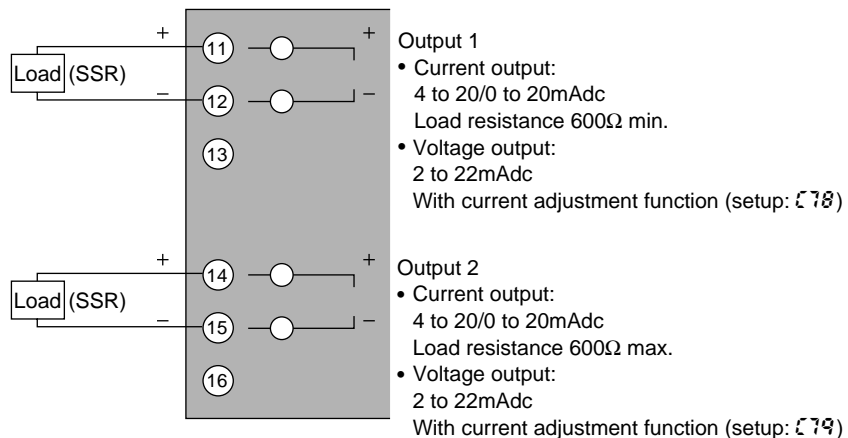 +
11
+
Output 1
• Current output:
4 to 20/0 to 20mAdc
Load resistance 600Ω min.
• Voltage output:
2 to 22mAdc
With current adjustment function (setup: C78)
Load (SSR)
−
12
−
13
+
14
+
Output 2
• Current output:
4 to 20/0 to 20mAdc
Load resistance 600Ω max.
• Voltage output:
2 to 22mAdc
With current adjustment function (setup: C79)
Load (SSR)
−
15
−
16